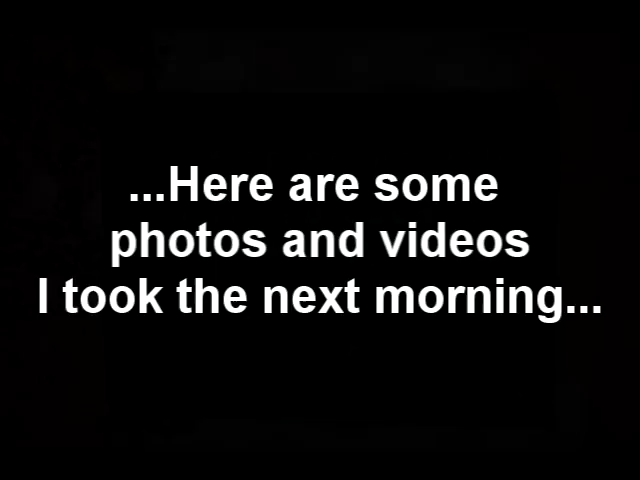 ...Here are some
photos and videos
I took the next morning...